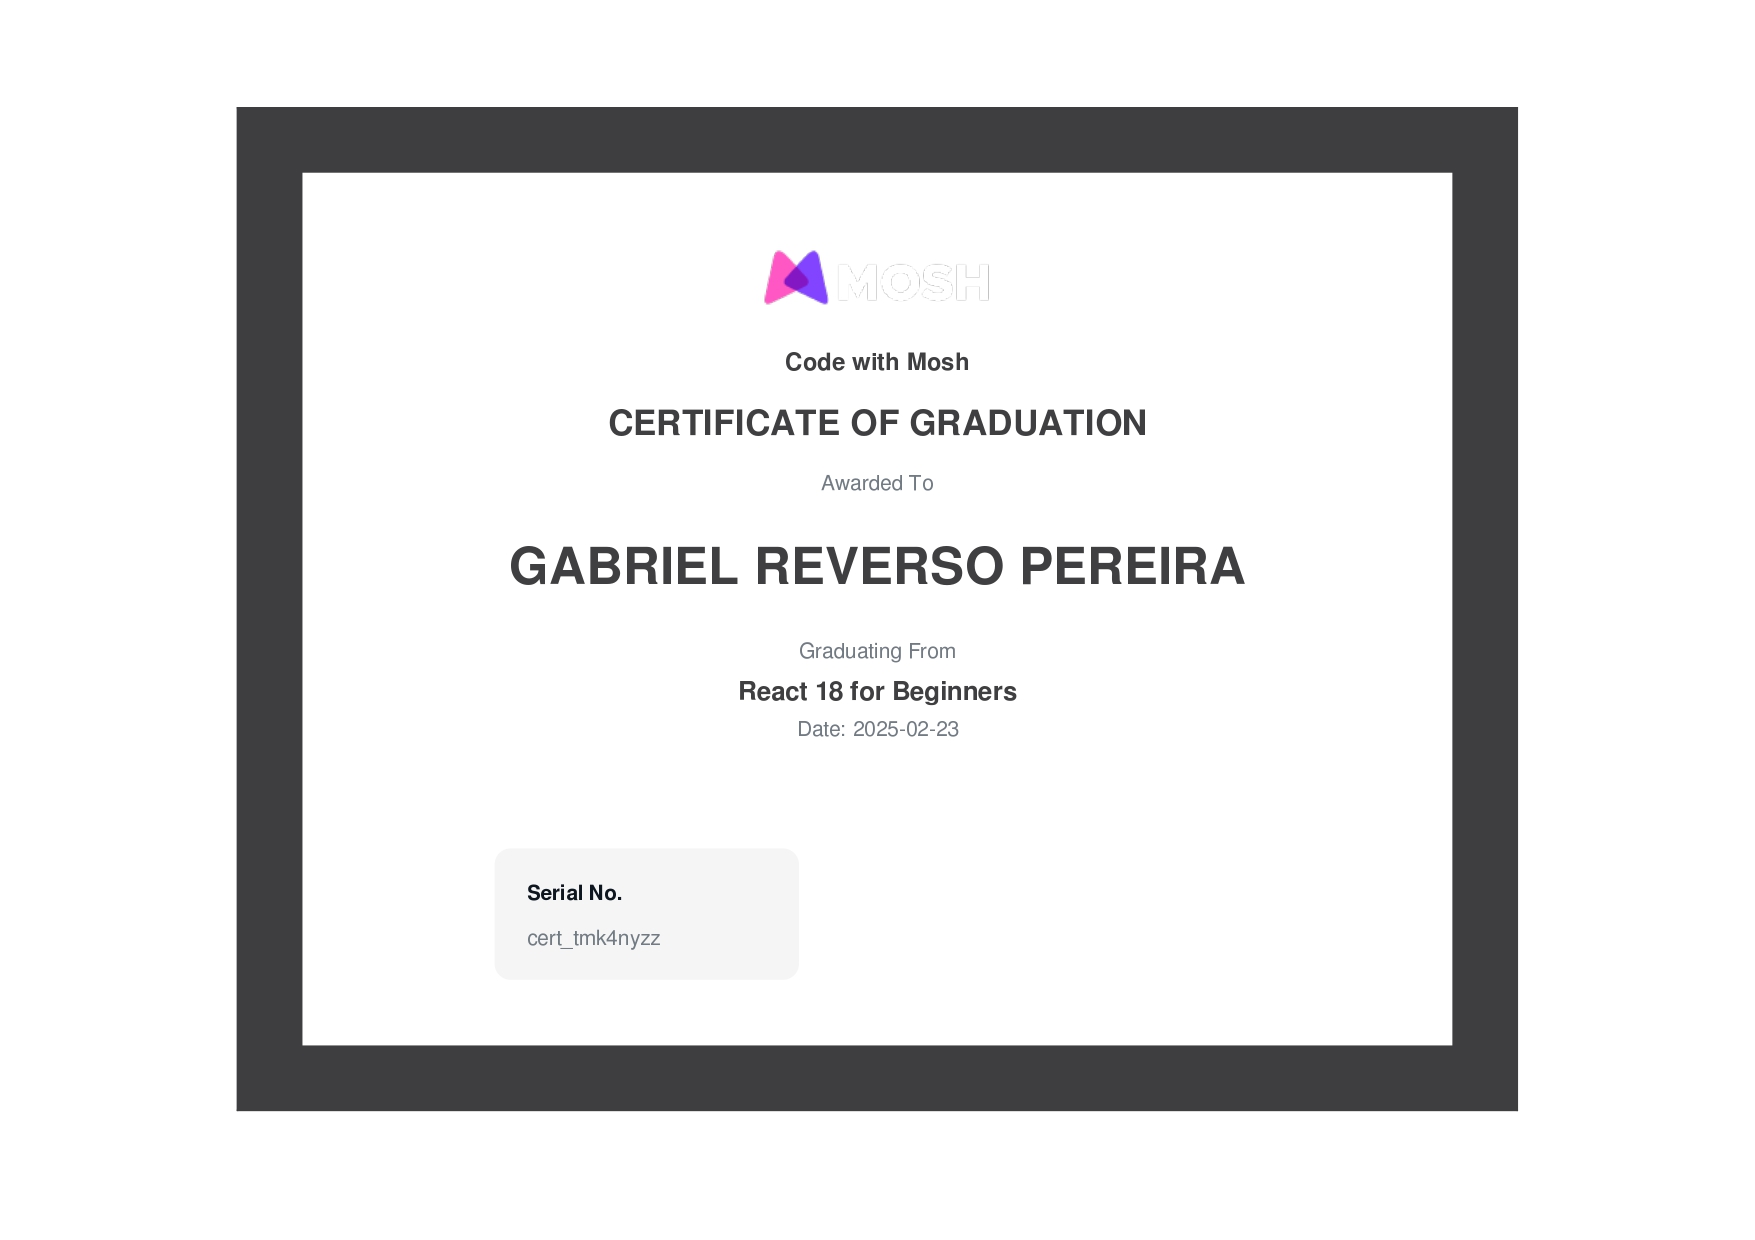 MOSH
Code with Mosh
CERTIFICATE OF GRADUATION
Awarded To
GABRIEL REVERSO PEREIRA
Graduating From
React 18 for Beginners
Date: 2025-02-23
Serial No.
cert_tmk4nyzz